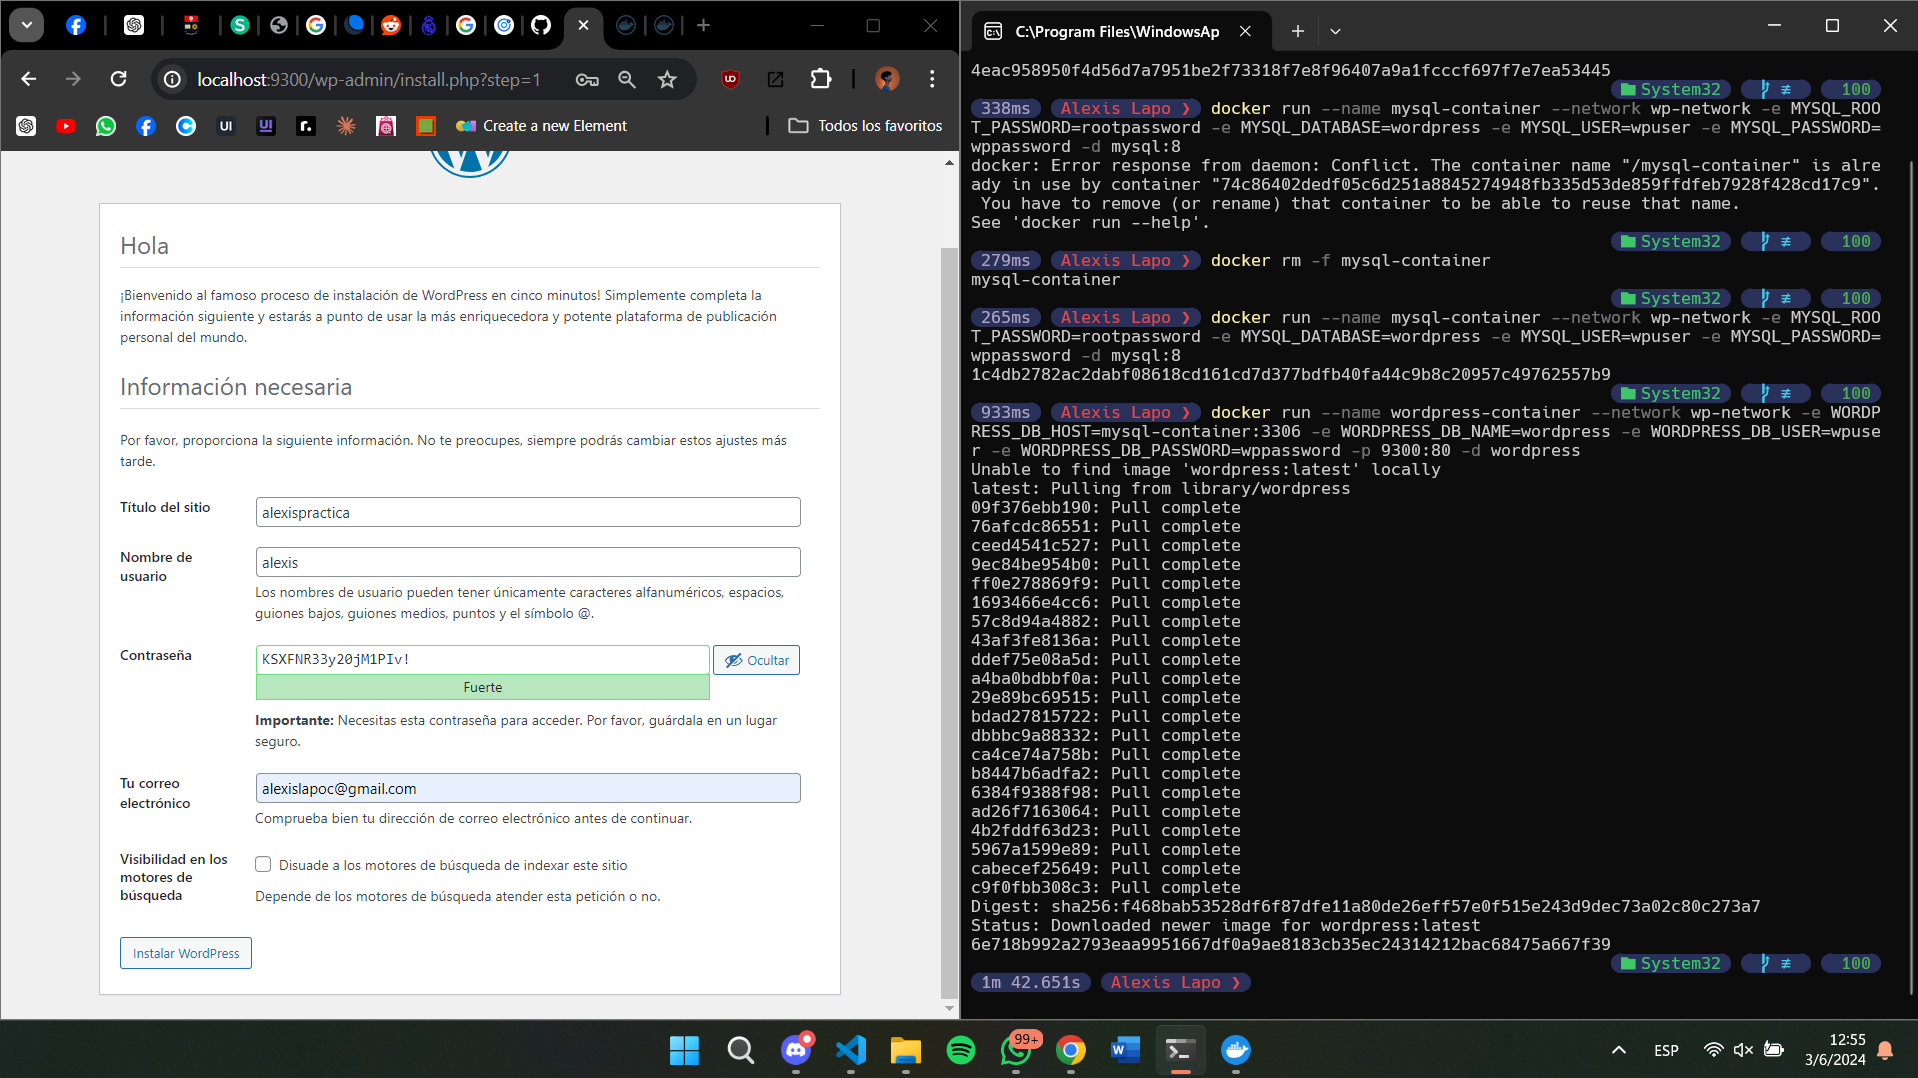 localhost:9300/wp-admin/install.php?step=1
Create a new Element
Todos los favoritos
Hola
¡Bienvenido al famoso proceso de instalación de WordPress en cinco minutos! Simplemente completa la
información siguiente y estarás a punto de usar la más enriquecedora y potente plataforma de publicación
personal del mundo.
Información necesaria
Por favor, proporciona la siguiente información. No te preocupes, siempre podrás cambiar estos ajustes más
tarde.
Título del sitio
alexispractica
Nombre de
usuario
alexis
Los nombres de usuario pueden tener únicamente caracteres alfanuméricos, espacios,
guiones bajos, guiones medios, puntos y el símbolo @.
Contraseña
KSXFNR33y20jM1PIv!
Ocultar
Fuerte
Importante: Necesitas esta contraseña para acceder. Por favor, guárdala en un lugar
seguro.
Tu correo
electrónico
alexislapoc@gmail.com
Comprueba bien tu dirección de correo electrónico antes de continuar.
Visibilidad en los
motores de
búsqueda
Disuade a los motores de búsqueda de indexar este sitio
Depende de los motores de búsqueda atender esta petición o no.
Instalar WordPress
C:\Program Files\WindowsAp
4eac958950f4d56d7a7951be2f73318f7e8f96407a9a1fcccf697f7e7ea53445
System32 ≢ 100
338ms Alexis Lapo ❯ docker run --name mysql-container --network wp-network -e MYSQL_ROO
T_PASSWORD=rootpassword -e MYSQL_DATABASE=wordpress -e MYSQL_USER=wpuser -e MYSQL_PASSWORD=
wppassword -d mysql:8
docker: Error response from daemon: Conflict. The container name "/mysql-container" is alre
ady in use by container "74c86402dedf05c6d251a8845274948fb335d53de859ffdfeb7928f428cd17c9".
You have to remove (or rename) that container to be able to reuse that name.
See 'docker run --help'.
System32 ≢ 100
279ms Alexis Lapo ❯ docker rm -f mysql-container
mysql-container
System32 ≢ 100
265ms Alexis Lapo ❯ docker run --name mysql-container --network wp-network -e MYSQL_ROO
T_PASSWORD=rootpassword -e MYSQL_DATABASE=wordpress -e MYSQL_USER=wpuser -e MYSQL_PASSWORD=
wppassword -d mysql:8
1c4db2782ac2dabf08618cd161cd7d377bdfb40fa44c9b8c20957c49762557b9
System32 ≢ 100
933ms Alexis Lapo ❯ docker run --name wordpress-container --network wp-network -e WORDP
RESS_DB_HOST=mysql-container:3306 -e WORDPRESS_DB_NAME=wordpress -e WORDPRESS_DB_USER=wpuse
r -e WORDPRESS_DB_PASSWORD=wppassword -p 9300:80 -d wordpress
Unable to find image 'wordpress:latest' locally
latest: Pulling from library/wordpress
09f376ebb190: Pull complete
76afcdc86551: Pull complete
ceed4541c527: Pull complete
9ec84be954b0: Pull complete
ff0e278869f9: Pull complete
1693466e4cc6: Pull complete
57c8d94a4882: Pull complete
43af3fe8136a: Pull complete
ddef75e08a5d: Pull complete
a4ba0bdbbf0a: Pull complete
29e89bc69515: Pull complete
bdad27815722: Pull complete
dbbbc9a88332: Pull complete
ca4ce74a758b: Pull complete
b8447b6adfa2: Pull complete
6384f9388f98: Pull complete
ad26f7163064: Pull complete
4b2fddf63d23: Pull complete
5967a1599e89: Pull complete
cabecef25649: Pull complete
c9f0fbb308c3: Pull complete
Digest: sha256:f468bab53528df6f87dfe11a80de26eff57e0f515e243d9dec73a02c80c273a7
Status: Downloaded newer image for wordpress:latest
6e718b992a2793eaa9951667df0a9ae8183cb35ec24314212bac68475a667f39
System32 ≢ 100
1m 42.651s Alexis Lapo ❯
99+
ESP
12:55
3/6/2024